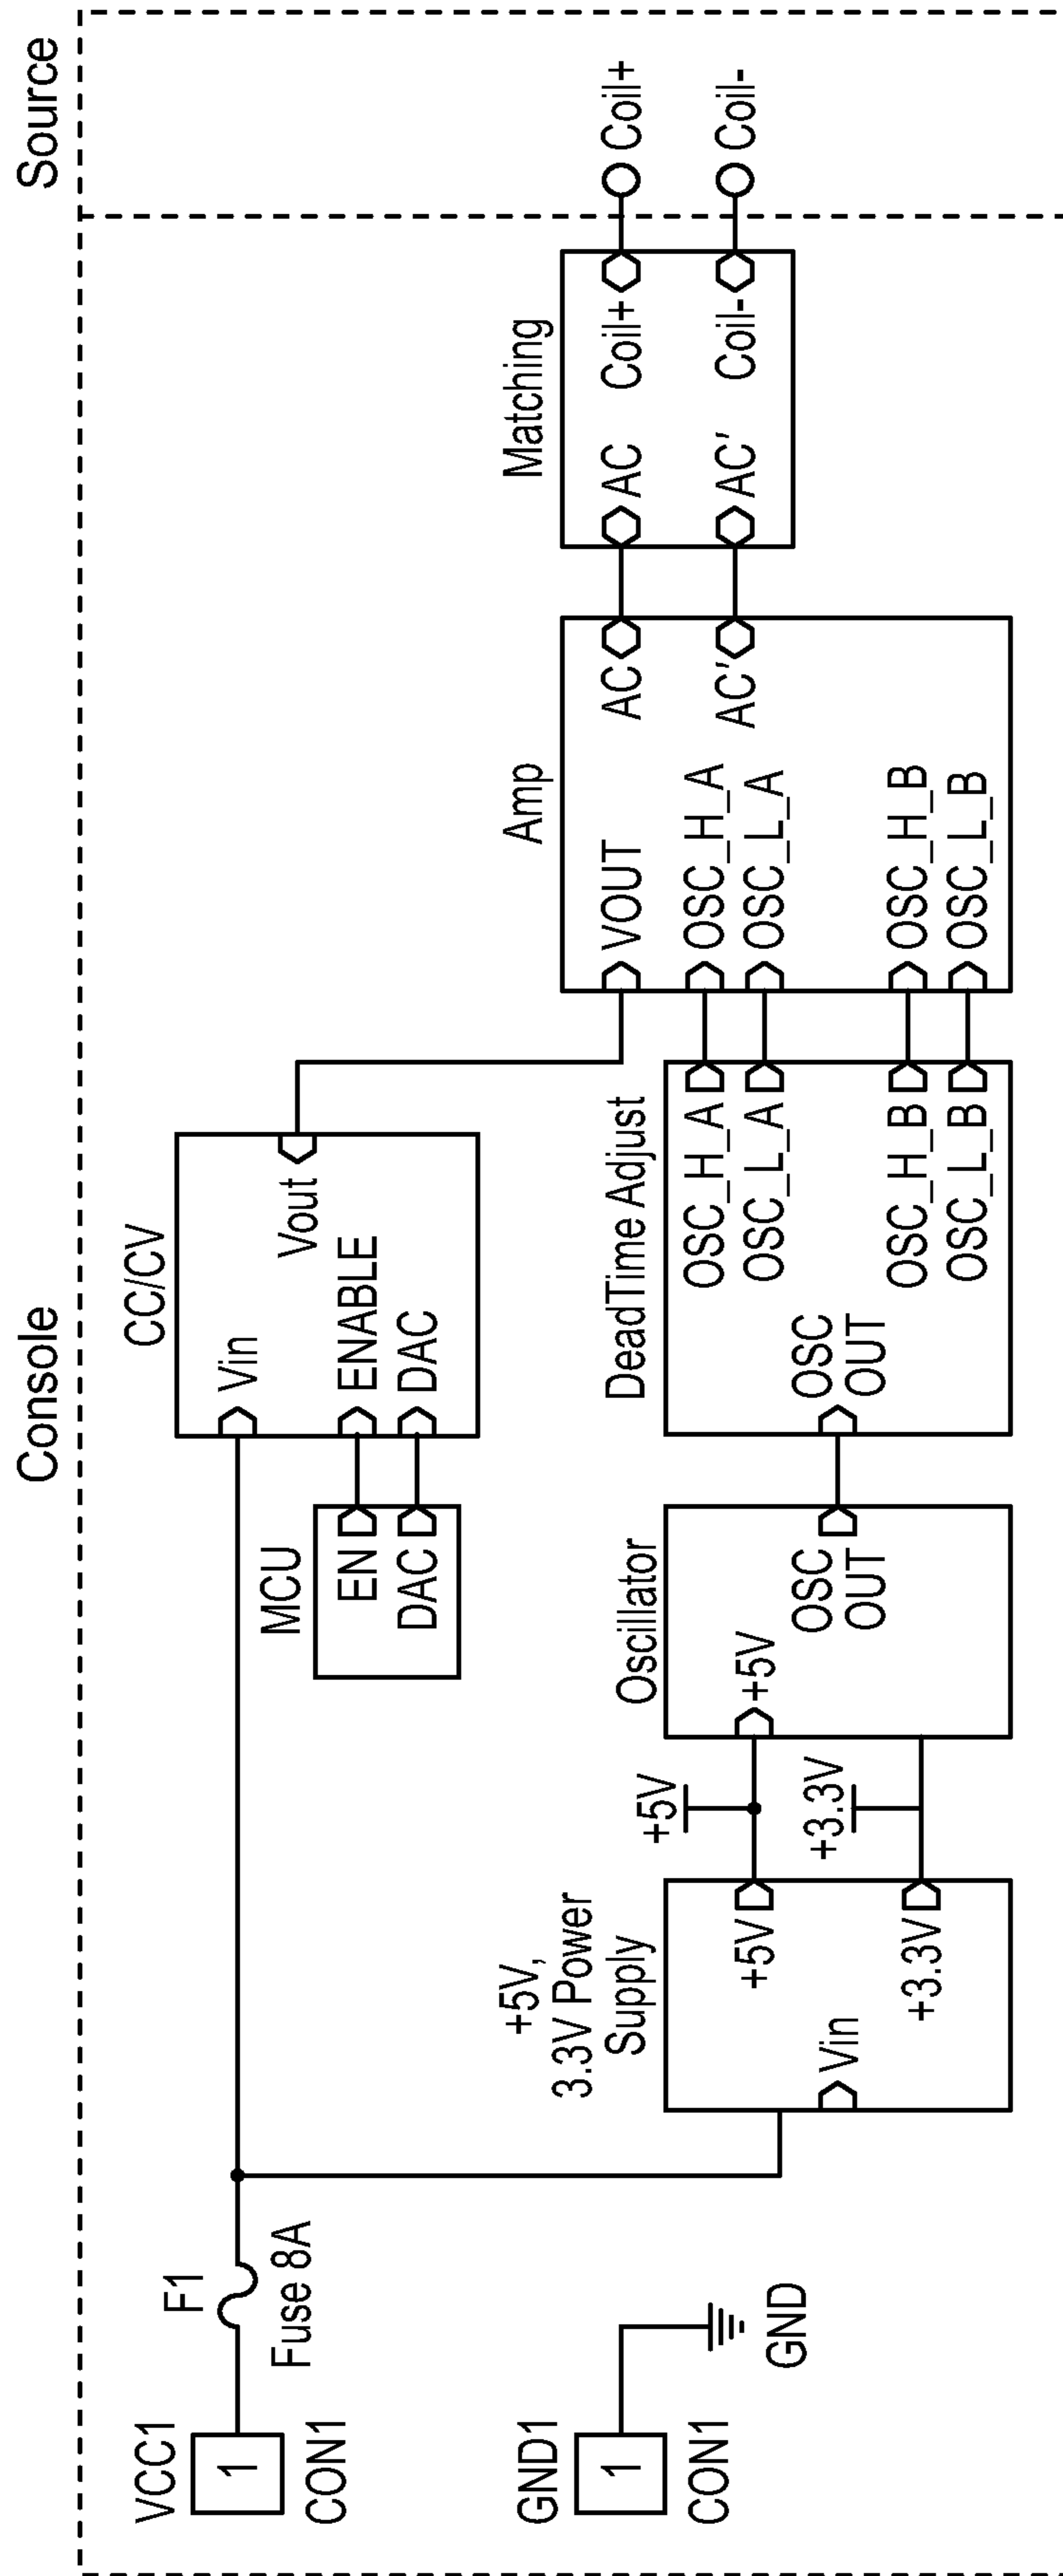 Console
Source
VCC1
1
CON1
F1
Fuse 8A
GND1
1
CON1
GND
CC/CV
Vin
ENABLE
DAC
Vout
MCU
EN
DAC
+5V,
3.3V Power
Supply
Vin
+5V
+3.3V
+5V
+3.3V
Oscillator
+5V
OSC
OUT
DeadTime Adjust
OSC
OUT
OSC_H_A
OSC_L_A
OSC_H_B
OSC_L_B
Amp
VOUT
OSC_H_A
OSC_L_A
OSC_H_B
OSC_L_B
AC
AC'
Matching
AC Coil+
AC' Coil-
Coil+
Coil-